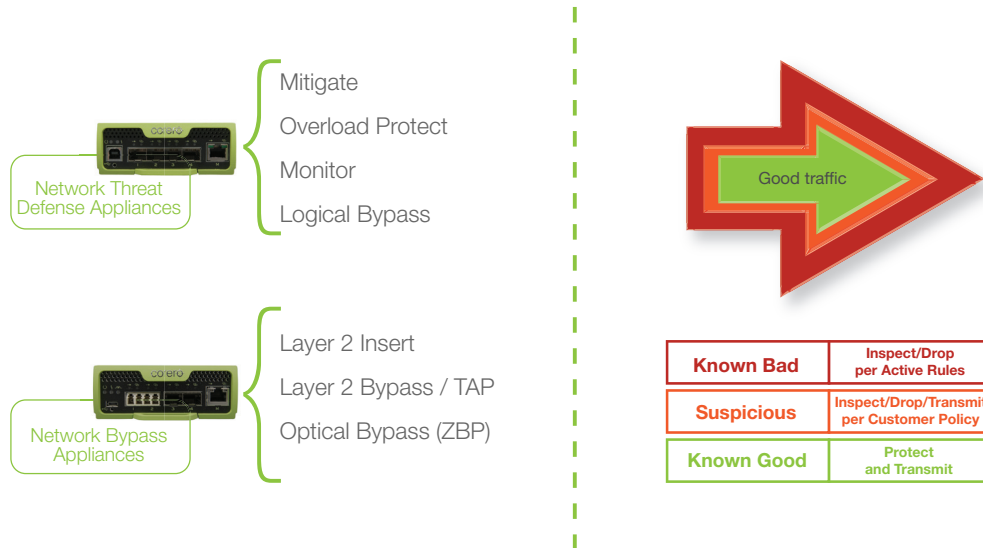 corero
Mitigate
Overload Protect
Monitor
Logical Bypass
Network Threat
Defense Appliances
corero
Layer 2 Insert
Layer 2 Bypass / TAP
Optical Bypass (ZBP)
Network Bypass
Appliances
Good traffic
Known Bad
Inspect/Drop
per Active Rules
Suspicious
Inspect/Drop/Transmit
per Customer Policy
Known Good
Protect
and Transmit